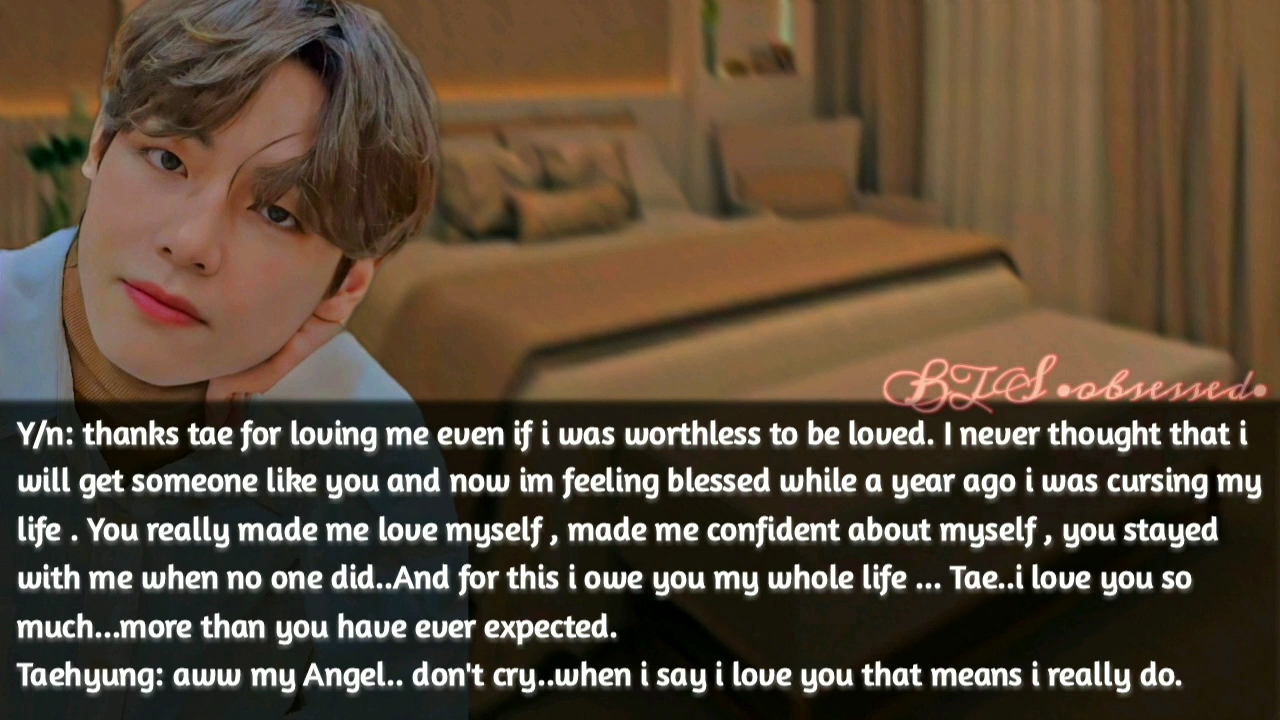 BTS •obsessed•
Y/n: thanks tae for loving me even if i was worthless to be loved. I never thought that i
will get someone like you and now im feeling blessed while a year ago i was cursing my
life . You really made me love myself , made me confident about myself , you stayed
with me when no one did..And for this i owe you my whole life ... Tae..i love you so
much...more than you have ever expected.
Taehyung: aww my Angel.. don't cry..when i say i love you that means i really do.